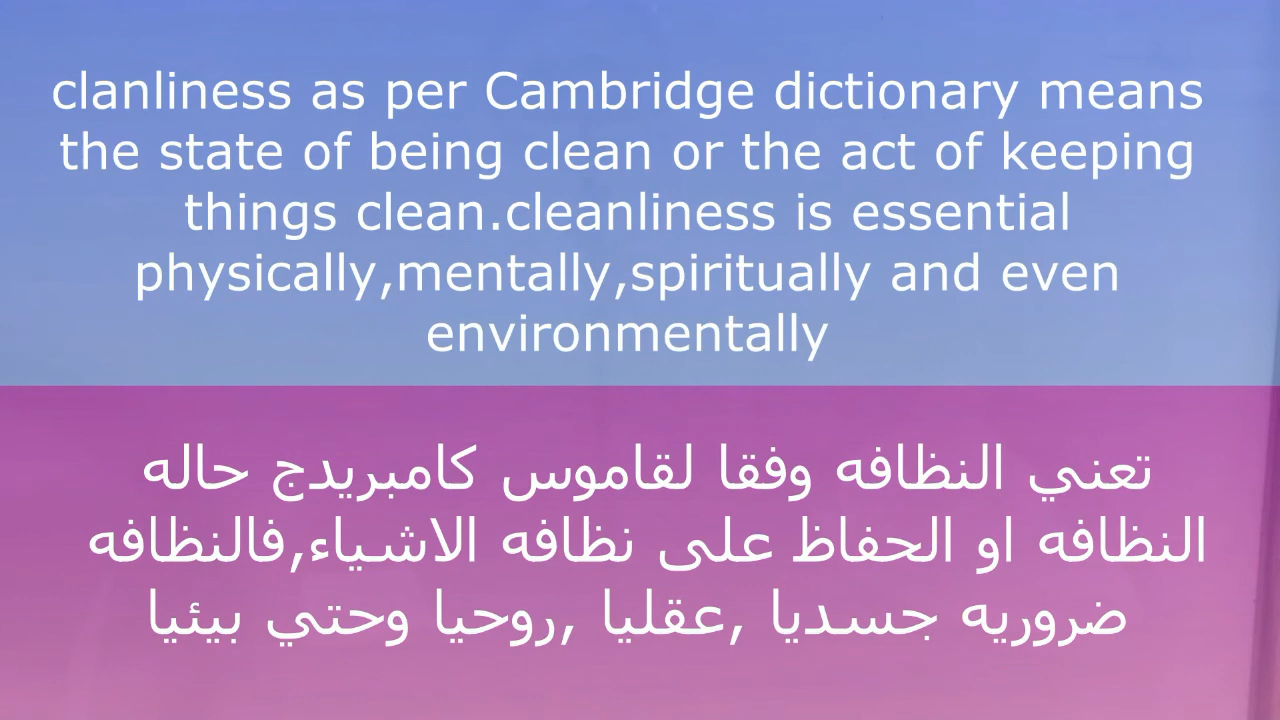 clanliness as per Cambridge dictionary means
the state of being clean or the act of keeping
things clean.cleanliness is essential
physically,mentally,spiritually and even
environmentally
تعني النظافه وفقا لقاموس كامبريدج حاله
النظافه او الحفاظ على نظافه الاشياء,فالنظافه
ضروريه جسديا ,عقليا ,روحيا وحتي بيئيا